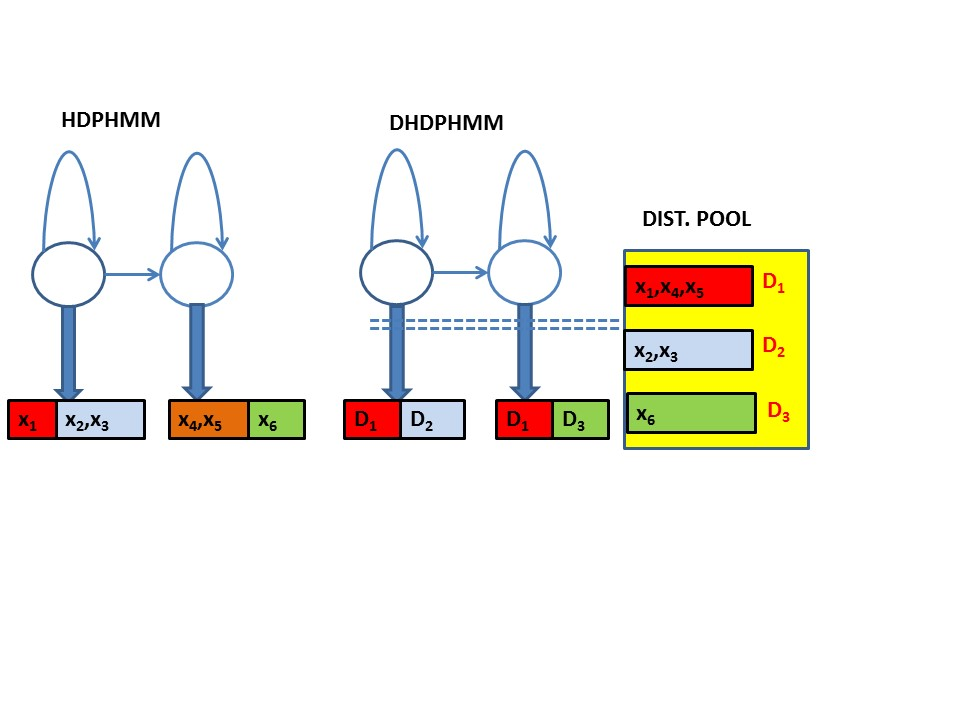 HDPHMM
DHDPHMM
DIST. POOL
x₁,x₄,x₅ D₁
x₂,x₃ D₂
x₆ D₃
x₁ x₂,x₃ x₄,x₅ x₆ D₁ D₂ D₁ D₃